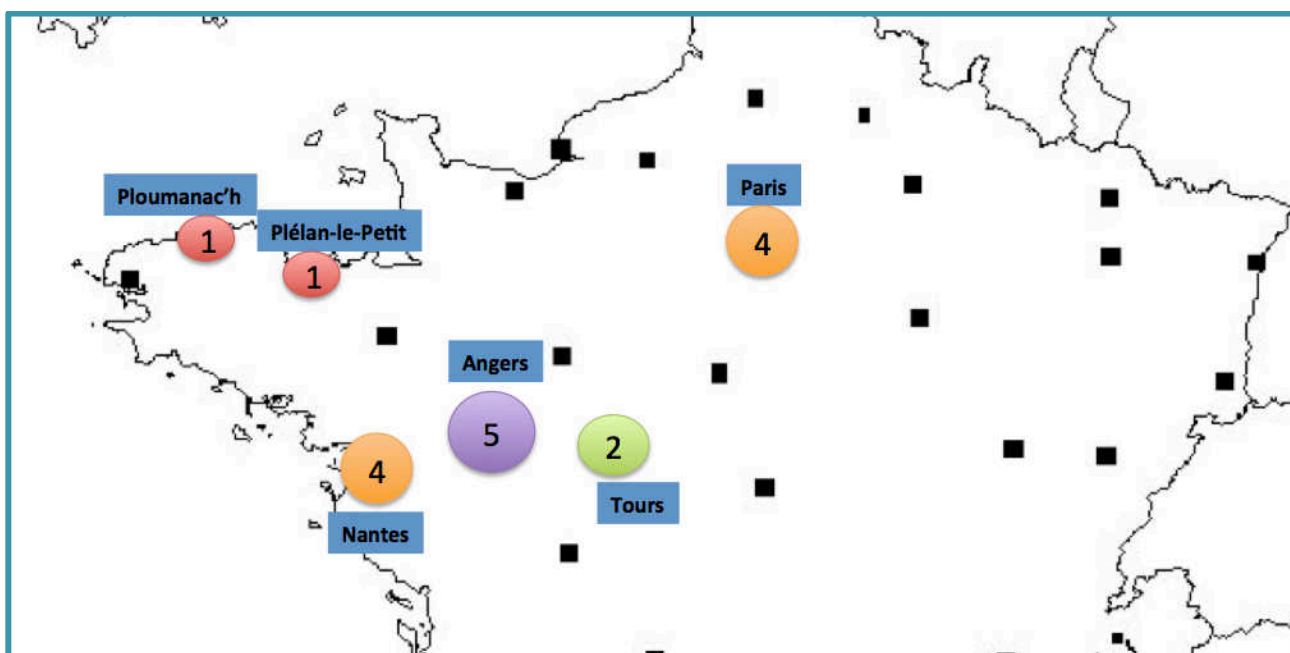 Ploumanac'h
1
Plélan-le-Petit
1
Paris
4
Angers
5
2
Tours
4
Nantes